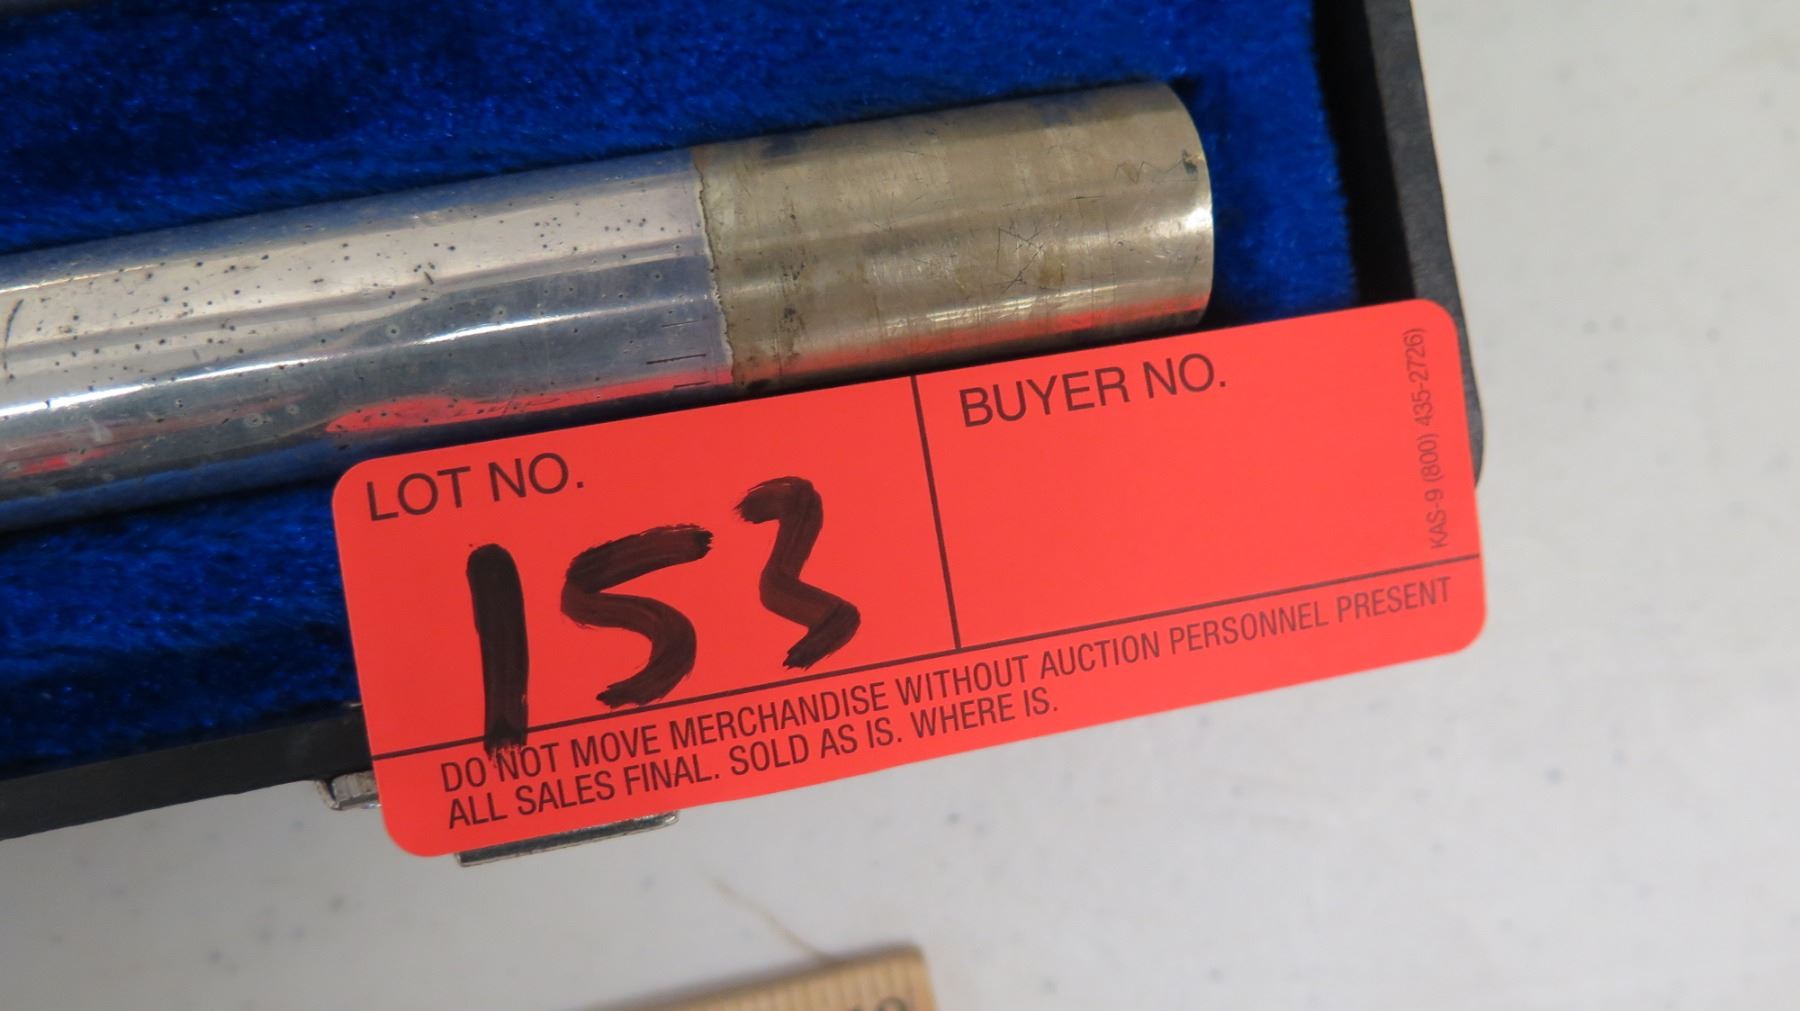 LOT NO.
153
BUYER NO.
KAS-9 (800) 435-2726)
DO NOT MOVE MERCHANDISE WITHOUT AUCTION PERSONNEL PRESENT
ALL SALES FINAL. SOLD AS IS. WHERE IS.